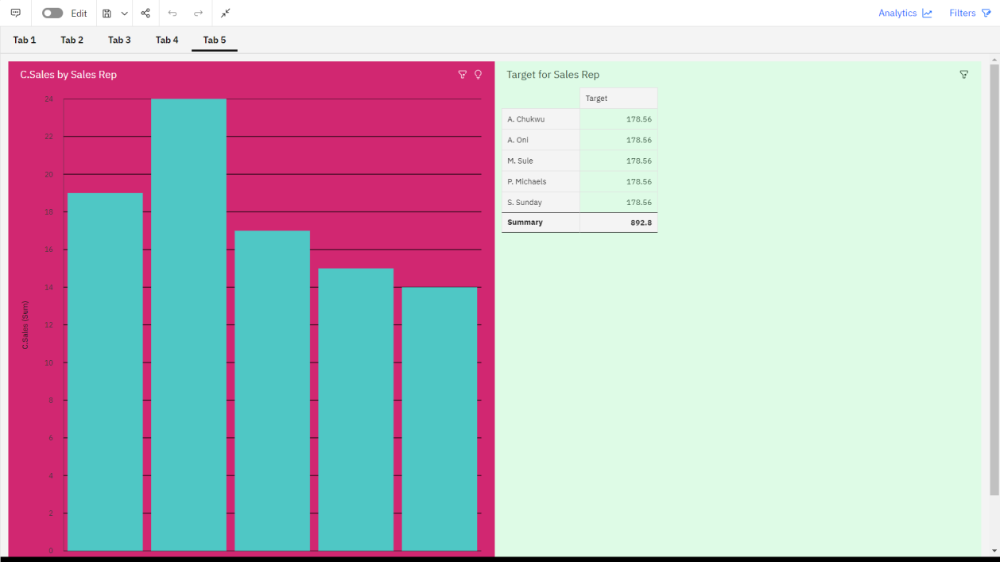 Edit
Analytics
Filters
Tab 1 Tab 2 Tab 3 Tab 4 Tab 5
C.Sales by Sales Rep
24
22
20
18
16
14
12
10
8
6
4
2
0
C.Sales (Sum)
Target for Sales Rep
Target
A. Chukwu 178.56
A. Oni 178.56
M. Sule 178.56
P. Michaels 178.56
S. Sunday 178.56
Summary 892.8